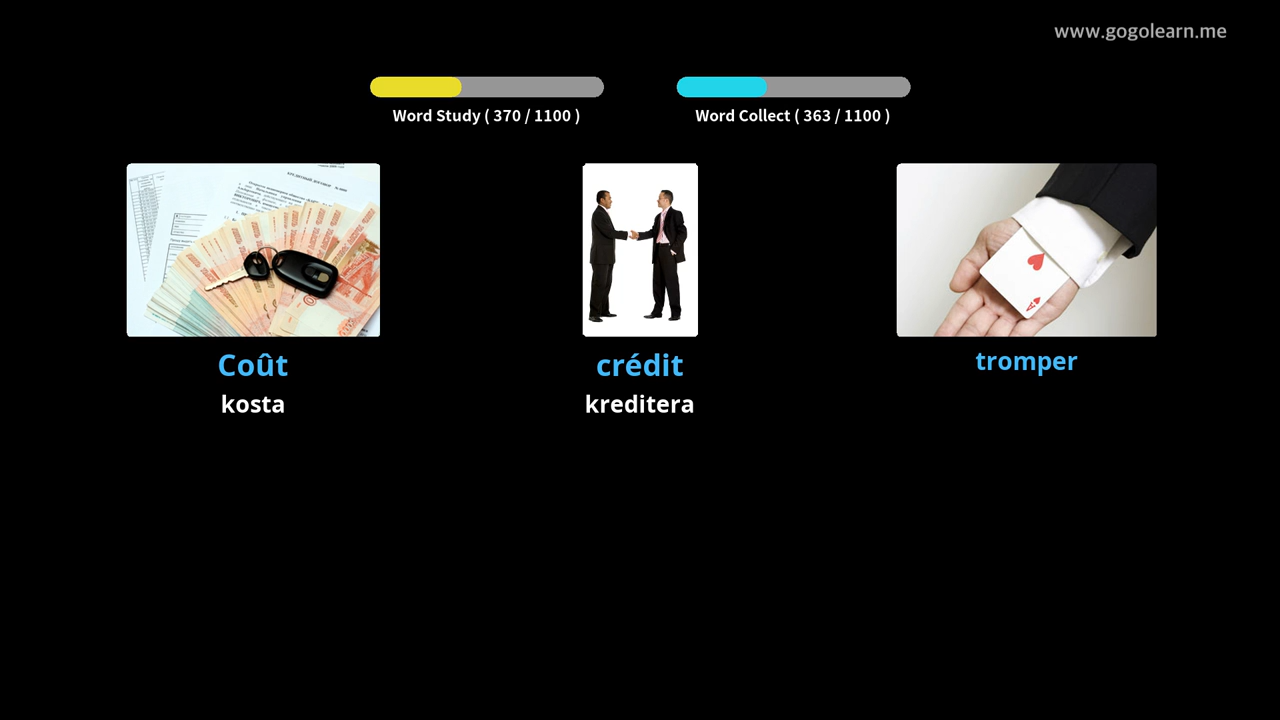 www.gogolearn.me
Word Study ( 370 / 1100 )
Word Collect ( 363 / 1100 )
Coût
crédit
tromper
kosta
kreditera